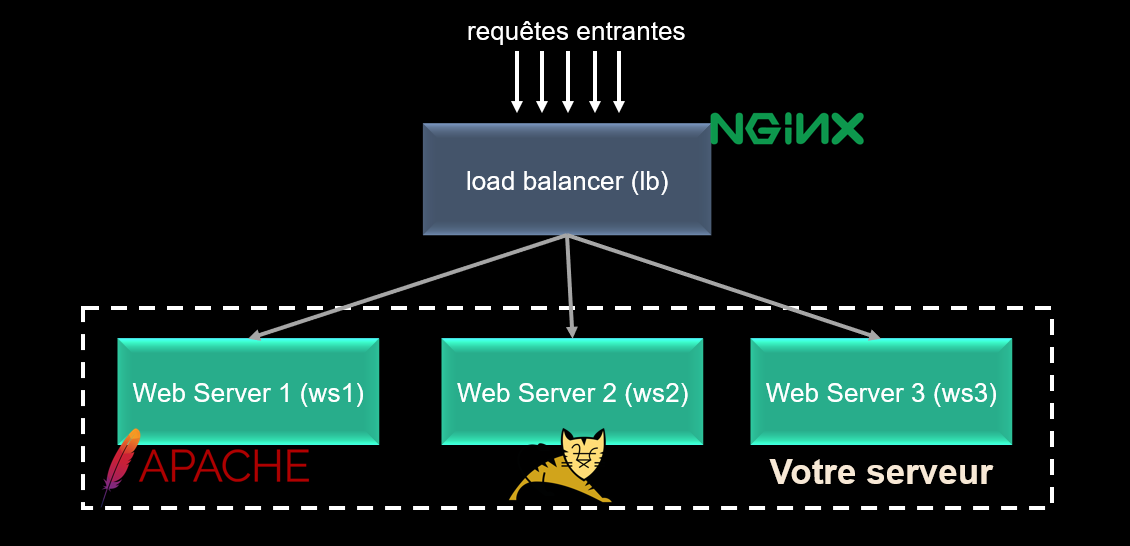 requêtes entrantes
NGINX
load balancer (lb)
Web Server 1 (ws1)
Web Server 2 (ws2)
Web Server 3 (ws3)
APACHE
Votre serveur